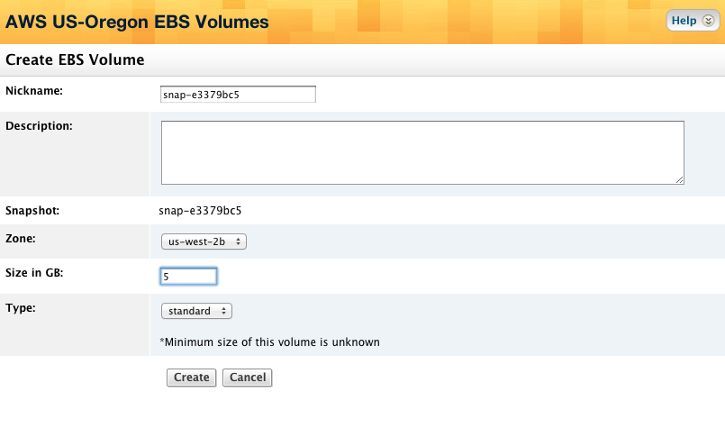 AWS US-Oregon EBS Volumes
Help
Create EBS Volume
Nickname:
snap-e3379bc5
Description:
Snapshot:
snap-e3379bc5
Zone:
us-west-2b
Size in GB:
5
Type:
standard
*Minimum size of this volume is unknown
Create
Cancel